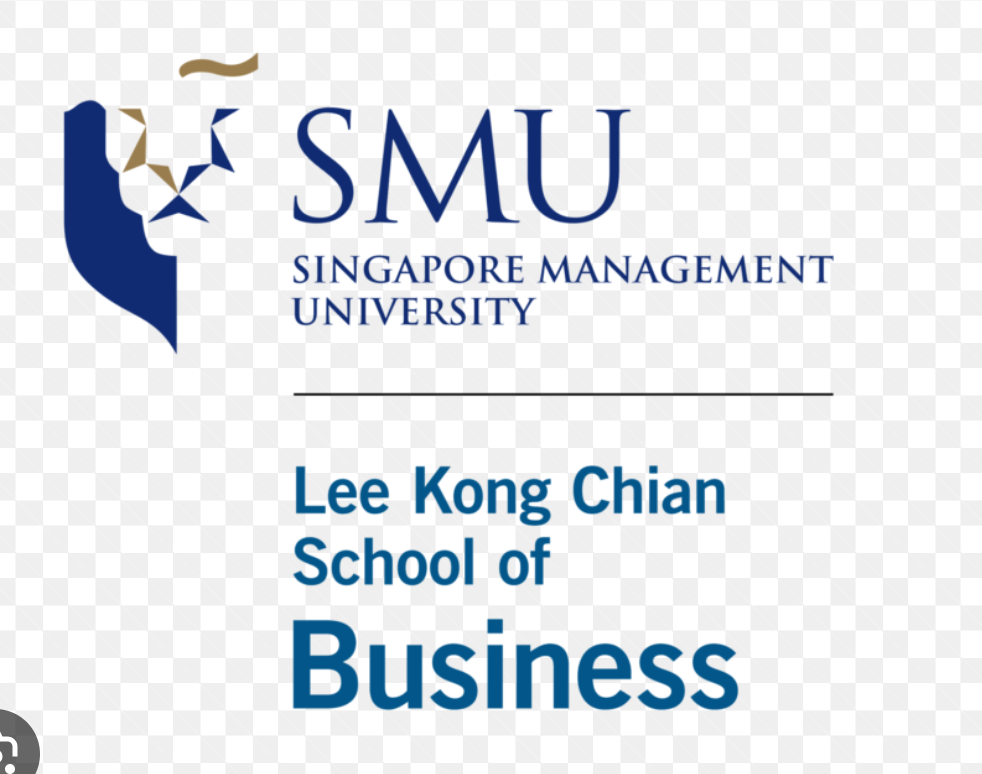 SMU
SINGAPORE MANAGEMENT
UNIVERSITY
Lee Kong Chian
School of
Business